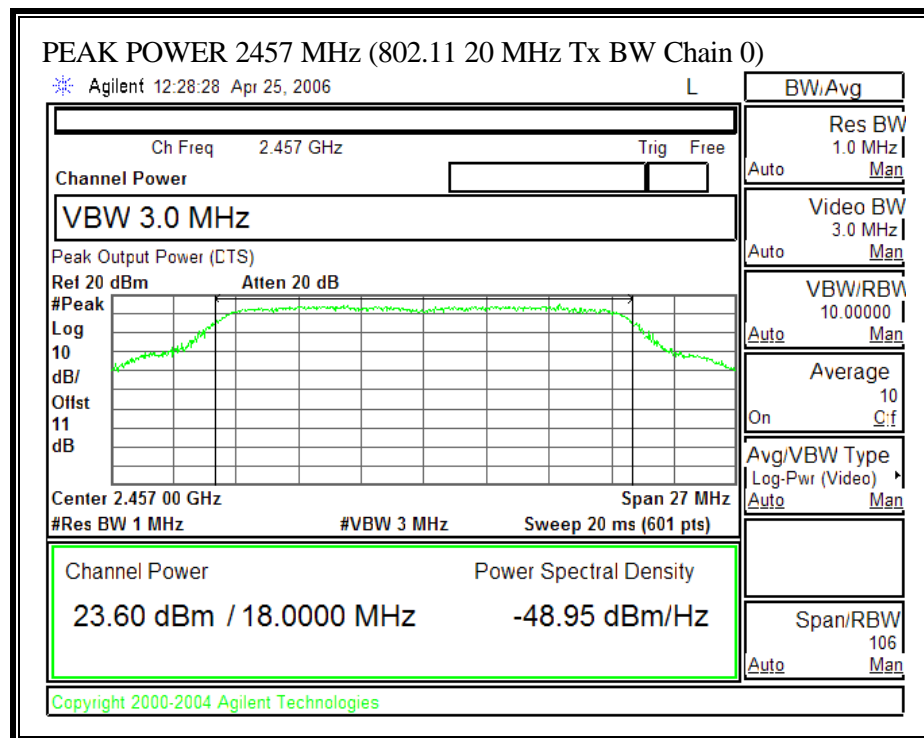 PEAK POWER 2457 MHz (802.11 20 MHz Tx BW Chain 0)
Agilent 12:28:28 Apr 25, 2006 L
BW/Avg
Ch Freq 2.457 GHz Trig Free
Channel Power
VBW 3.0 MHz
Peak Output Power (DTS)
Ref 20 dBm Atten 20 dB
#Peak
Log
10
dB/
Offst
11
dB
Center 2.457 00 GHz Span 27 MHz
#Res BW 1 MHz #VBW 3 MHz Sweep 20 ms (601 pts)
Channel Power Power Spectral Density
23.60 dBm / 18.0000 MHz -48.95 dBm/Hz
Copyright 2000-2004 Agilent Technologies
Res BW
1.0 MHz
Auto Man
Video BW
3.0 MHz
Auto Man
VBW/RBW
10.00000
Auto Man
Average
10
On Off
Avg/VBW Type
Log-Pwr (Video)
Auto Man
Span/RBW
106
Auto Man